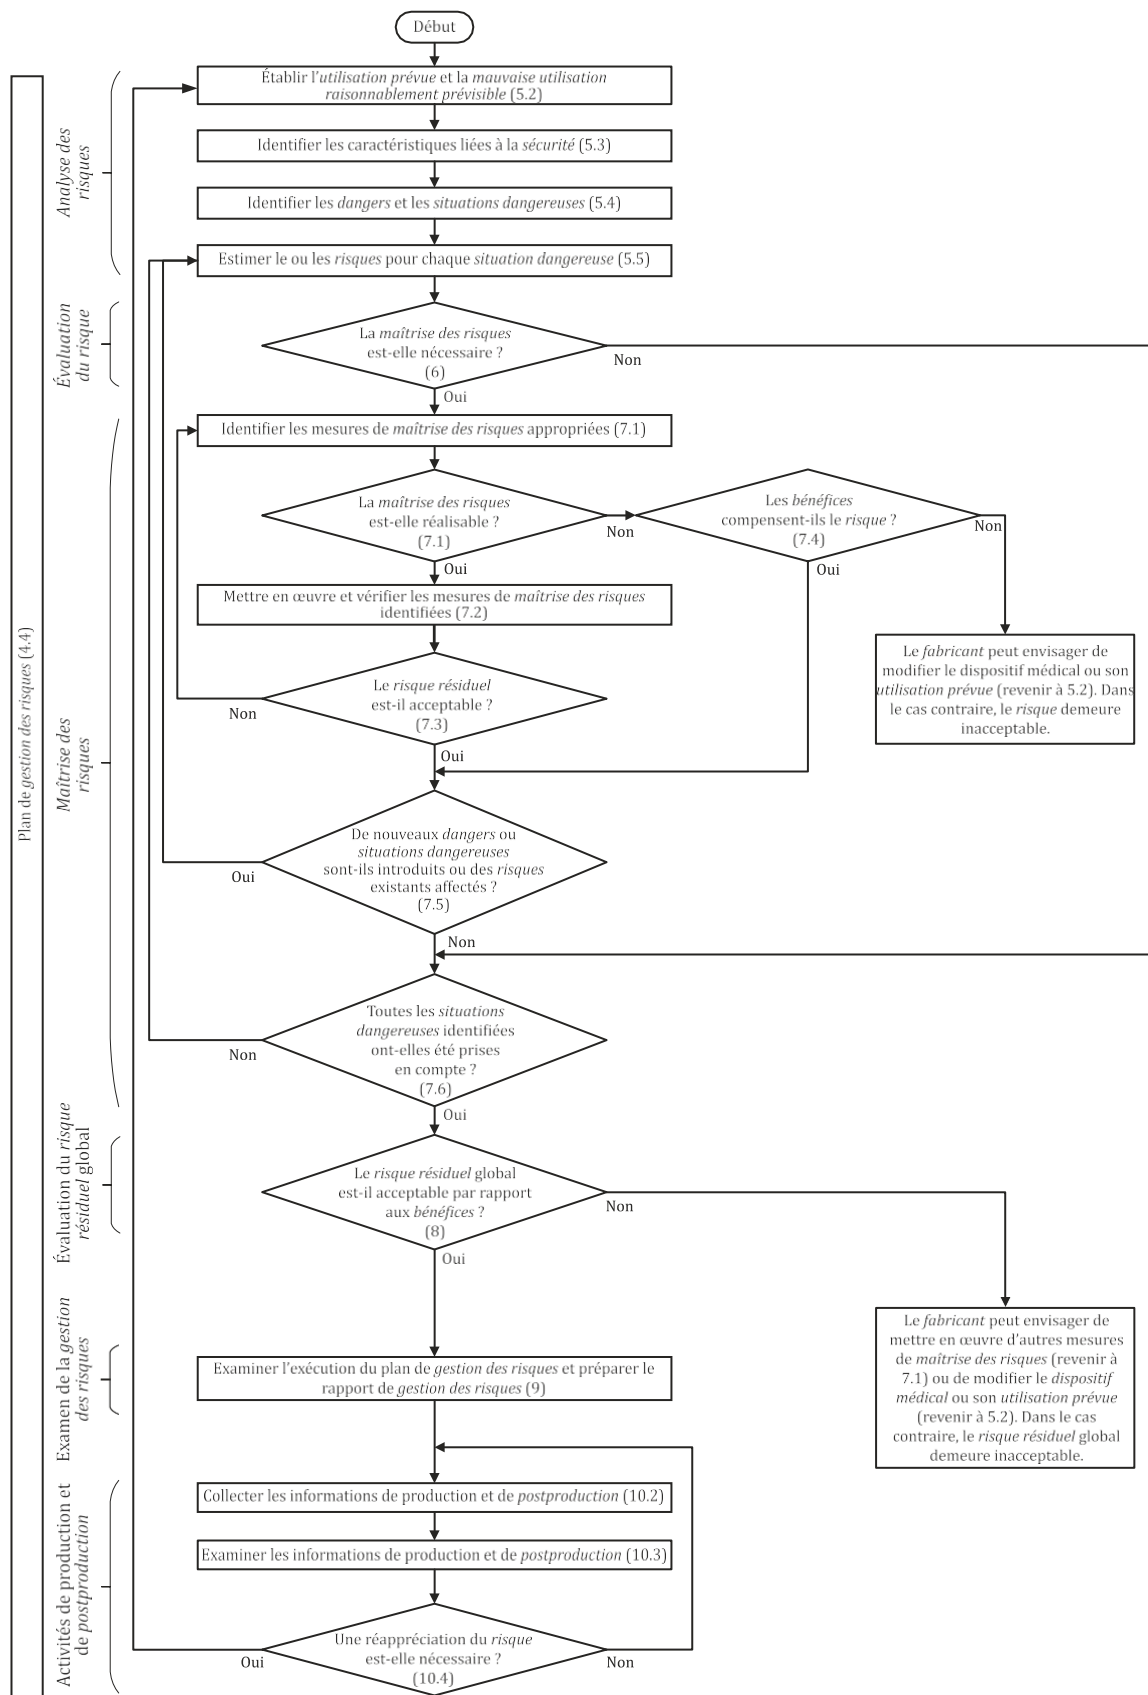 Début
Établir l'utilisation prévue et la mauvaise utilisation
raisonnablement prévisible (5.2)
Identifier les caractéristiques liées à la sécurité (5.3)
Identifier les dangers et les situations dangereuses (5.4)
Estimer le ou les risques pour chaque situation dangereuse (5.5)
Analyse des
risques
La maîtrise des risques
est-elle nécessaire ?
(6)
Non
Oui
Évaluation
du risque
Identifier les mesures de maîtrise des risques appropriées (7.1)
La maîtrise des risques
est-elle réalisable ?
(7.1)
Non
Oui
Les bénéfices
compensent-ils le risque ?
(7.4)
Non
Oui
Mettre en œuvre et vérifier les mesures de maîtrise des risques
identifiées (7.2)
Le fabricant peut envisager de
modifier le dispositif médical ou son
utilisation prévue (revenir à 5.2). Dans
le cas contraire, le risque demeure
inacceptable.
Le risque résiduel
est-il acceptable ?
(7.3)
Non
Oui
Plan de gestion des risques (4.4)
Maîtrise des
risques
De nouveaux dangers ou
situations dangereuses
sont-ils introduits ou des risques
existants affectés ?
(7.5)
Oui
Non
Toutes les situations
dangereuses identifiées
ont-elles été prises
en compte ?
(7.6)
Non
Oui
Évaluation du risque
résiduel global
Le risque résiduel global
est-il acceptable par rapport
aux bénéfices ?
(8)
Non
Oui
Le fabricant peut envisager de
mettre en œuvre d'autres mesures
de maîtrise des risques (revenir à
7.1) ou de modifier le dispositif
médical ou son utilisation prévue
(revenir à 5.2). Dans le cas
contraire, le risque résiduel global
demeure inacceptable.
Examen de la gestion
des risques
Examiner l'exécution du plan de gestion des risques et préparer le
rapport de gestion des risques (9)
Activités de production et
de postproduction
Collecter les informations de production et de postproduction (10.2)
Examiner les informations de production et de postproduction (10.3)
Une réappréciation du risque
est-elle nécessaire ?
(10.4)
Oui
Non